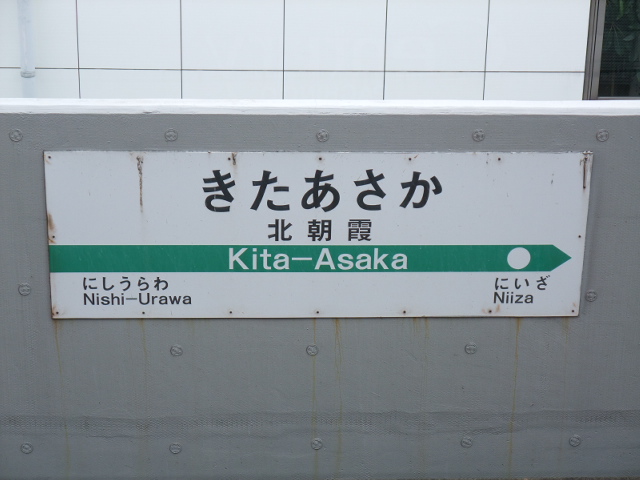 きたあさか
北朝霞
Kita-Asaka
にしうらわ
Nishi-Urawa
にいざ
Niiza